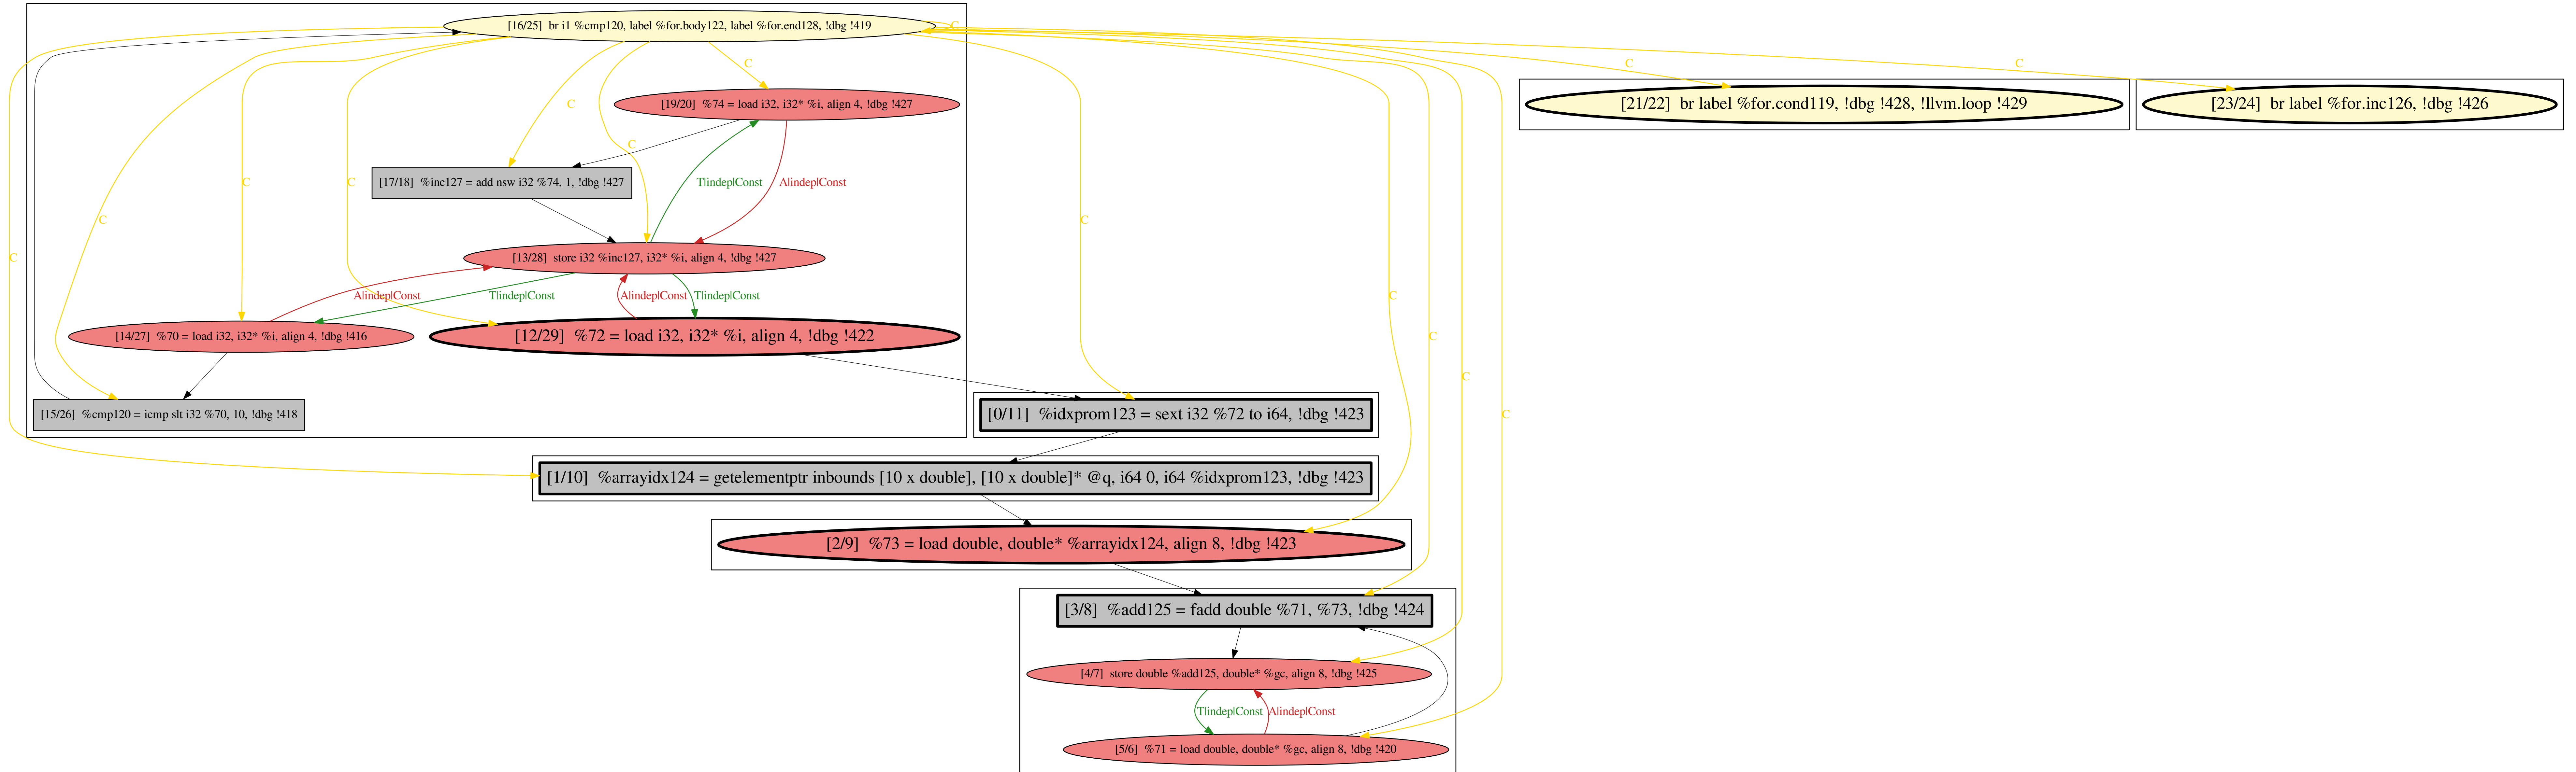 [16/25]  br i1 %cmp120, label %for.body122, label %for.end128, !dbg !419
C
C
C
C
[19/20]  %74 = load i32, i32* %i, align 4, !dbg !427
[21/22]  br label %for.cond119, !dbg !428, !llvm.loop !429
[23/24]  br label %for.inc126, !dbg !426
C
C
[17/18]  %inc127 = add nsw i32 %74, 1, !dbg !427
C
C
T|indep|Const
A|indep|Const
C
C
C
[13/28]  store i32 %inc127, i32* %i, align 4, !dbg !427
A|indep|Const
T|indep|Const
A|indep|Const
T|indep|Const
C
[14/27]  %70 = load i32, i32* %i, align 4, !dbg !416
[12/29]  %72 = load i32, i32* %i, align 4, !dbg !422
C
C
C
[15/26]  %cmp120 = icmp slt i32 %70, 10, !dbg !418
[0/11]  %idxprom123 = sext i32 %72 to i64, !dbg !423
[1/10]  %arrayidx124 = getelementptr inbounds [10 x double], [10 x double]* @q, i64 0, i64 %idxprom123, !dbg !423
[2/9]  %73 = load double, double* %arrayidx124, align 8, !dbg !423
[3/8]  %add125 = fadd double %71, %73, !dbg !424
[4/7]  store double %add125, double* %gc, align 8, !dbg !425
T|indep|Const
A|indep|Const
[5/6]  %71 = load double, double* %gc, align 8, !dbg !420